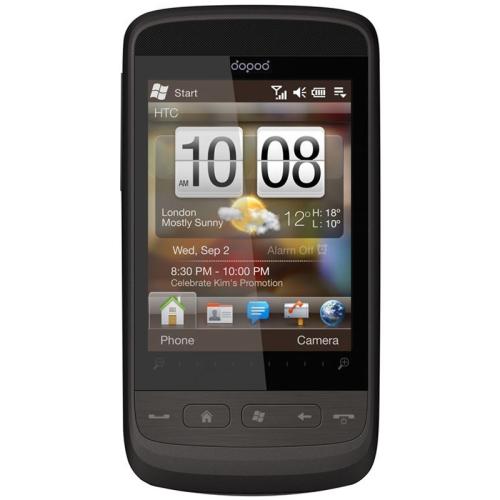 dopod
Start
HTC
10 08
AM
London
Mostly Sunny
12° H: 18°
L: 10°
Wed, Sep 2 Alarm Off
8:30 PM - 10:00 PM
Celebrate Kim's Promotion
Phone Camera